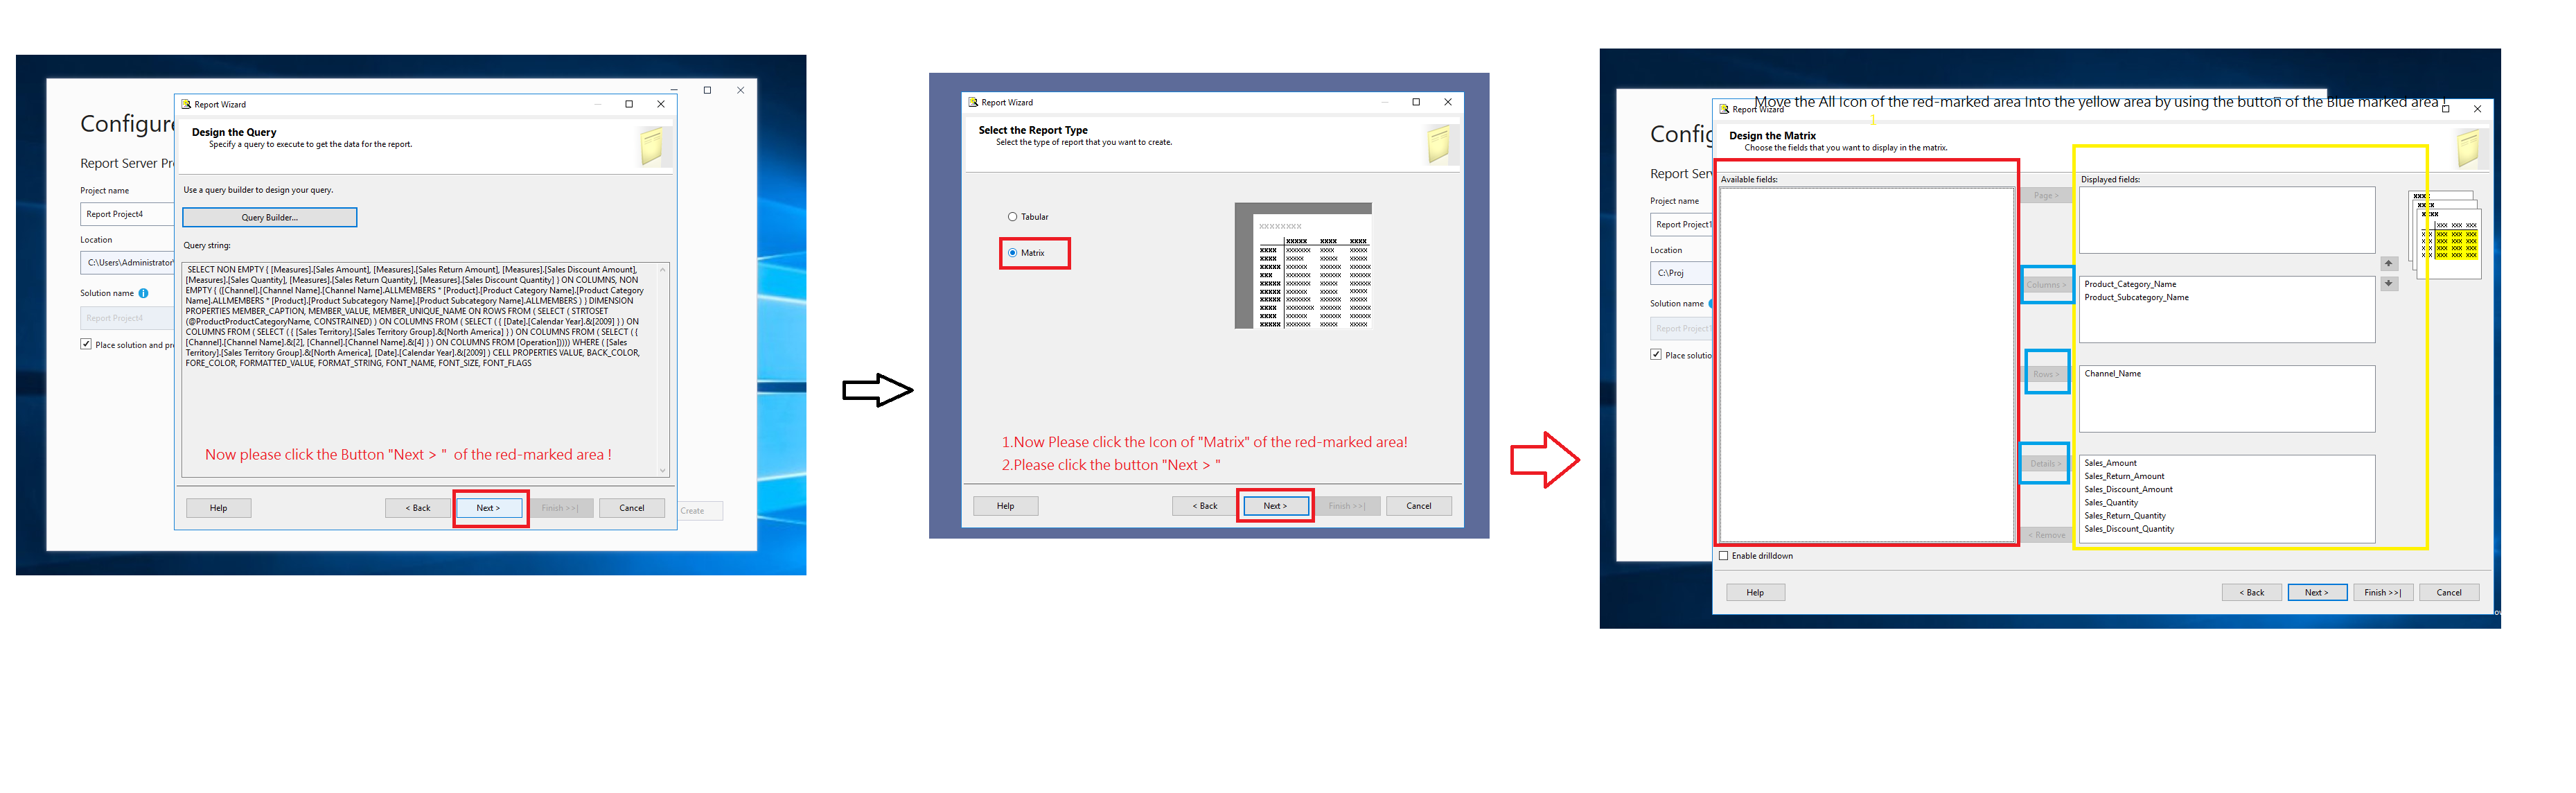 Configure
Report Server Pr
Project name
Report Project4
Location
C:\Users\Administrator\
Solution name
Report Project4
Place solution and pr
Create
Report Wizard
Design the Query
Specify a query to execute to get the data for the report.
Use a query builder to design your query.
Query Builder...
Query string:
SELECT NON EMPTY { [Measures].[Sales Amount], [Measures].[Sales Return Amount], [Measures].[Sales Discount Amount],
[Measures].[Sales Quantity], [Measures].[Sales Return Quantity], [Measures].[Sales Discount Quantity] } ON COLUMNS, NON
EMPTY { ([Channel].[Channel Name].[Channel Name].ALLMEMBERS * [Product].[Product Category Name].[Product Category
Name].ALLMEMBERS * [Product].[Product Subcategory Name].[Product Subcategory Name].ALLMEMBERS ) } DIMENSION
PROPERTIES MEMBER_CAPTION, MEMBER_VALUE, MEMBER_UNIQUE_NAME ON ROWS FROM ( SELECT ( STRTOSET
(@ProductProductCategoryName, CONSTRAINED) ) ON COLUMNS FROM ( SELECT ( { [Date].[Calendar Year].&[2009] } ) ON
COLUMNS FROM ( SELECT ( { [Sales Territory].[Sales Territory Group].&[North America] } ) ON COLUMNS FROM ( SELECT ( {
[Channel].[Channel Name].&[2], [Channel].[Channel Name].&[4] } ) ON COLUMNS FROM [Operation])))) WHERE ( [Sales
Territory].[Sales Territory Group].&[North America], [Date].[Calendar Year].&[2009] ) CELL PROPERTIES VALUE, BACK_COLOR,
FORE_COLOR, FORMATTED_VALUE, FORMAT_STRING, FONT_NAME, FONT_SIZE, FONT_FLAGS
Now please click the Button "Next > " of the red-marked area !
Help
< Back
Next >
Finish >>|
Cancel
Report Wizard
Select the Report Type
Select the type of report that you want to create.
Tabular
Matrix
1.Now Please click the Icon of "Matrix" of the red-marked area!
2.Please click the button "Next > "
Help
< Back
Next >
Finish >>|
Cancel
Move the All Icon of the red-marked area Into the yellow area by using the button of the Blue marked area !
1
Config
Report Ser
Project name
Report Project1
Location
C:\Proj
Solution name
Report Project1
Place solutio
Report Wizard
Design the Matrix
Choose the fields that you want to display in the matrix.
Available fields:
Displayed fields:
Page >
Columns >
Product_Category_Name
Product_Subcategory_Name
Rows >
Channel_Name
Details >
Sales_Amount
Sales_Return_Amount
Sales_Discount_Amount
Sales_Quantity
Sales_Return_Quantity
Sales_Discount_Quantity
< Remove
Enable drilldown
Help
< Back
Next >
Finish >>|
Cancel